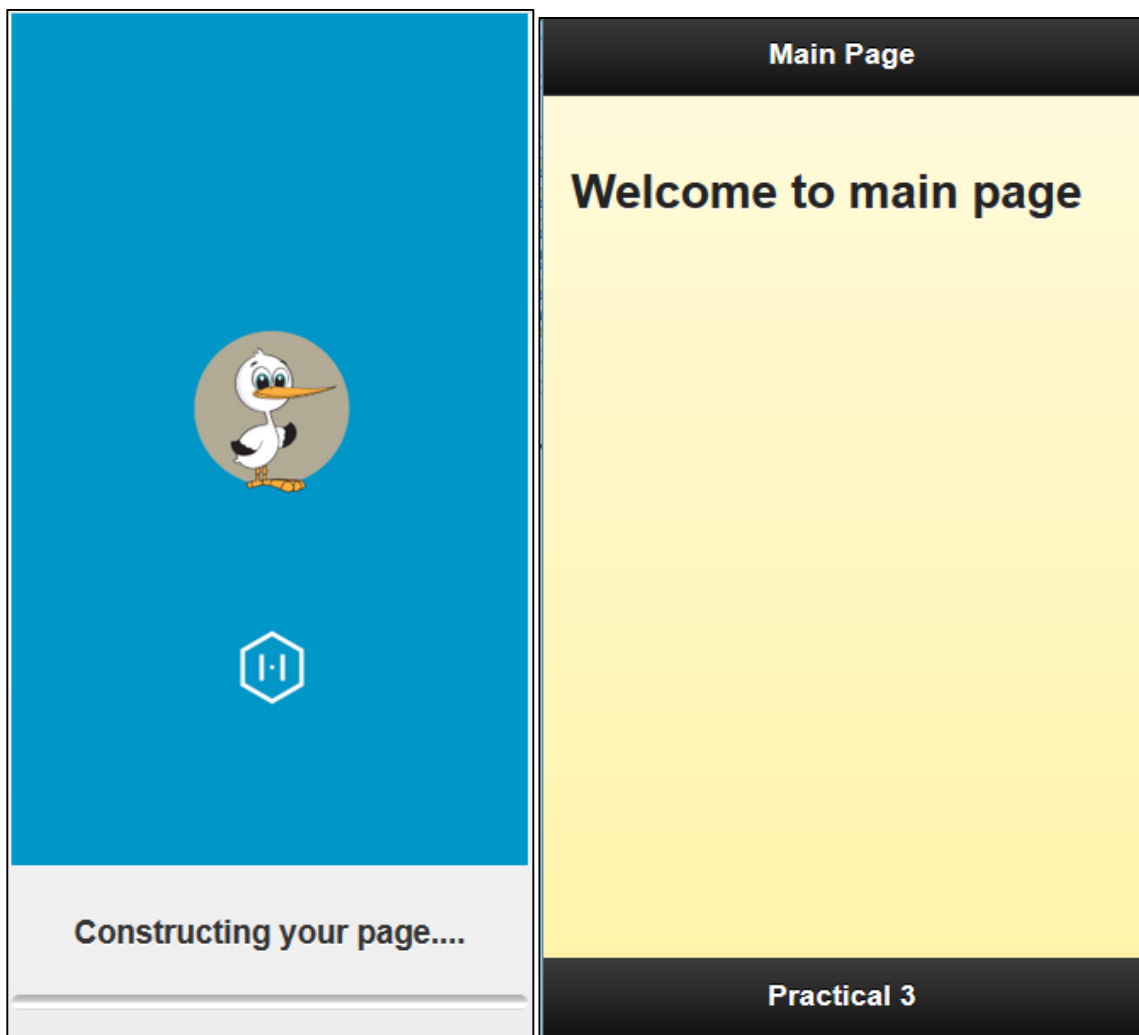 Constructing your page....
Main Page
Welcome to main page
Practical 3